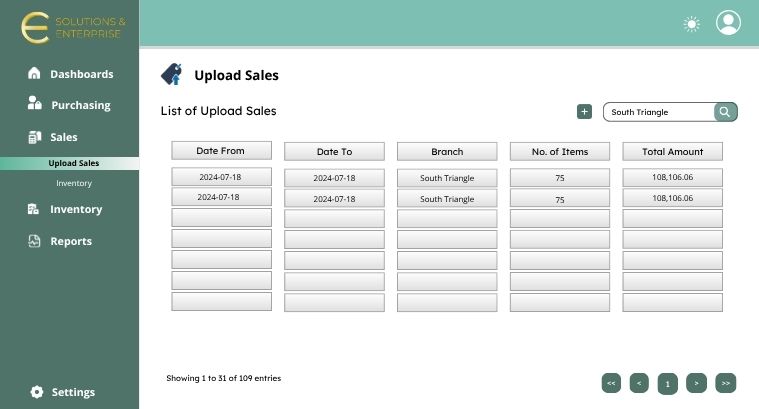 SOLUTIONS &
ENTERPRISE
Dashboards
Purchasing
Sales
Upload Sales
Inventory
Inventory
Reports
Settings
Upload Sales
List of Upload Sales
+
South Triangle
Date From Date To Branch No. of Items Total Amount
2024-07-18 2024-07-18 South Triangle 75 108,106.06
2024-07-18 2024-07-18 South Triangle 75 108,106.06
Showing 1 to 31 of 109 entries
<< < 1 > >>